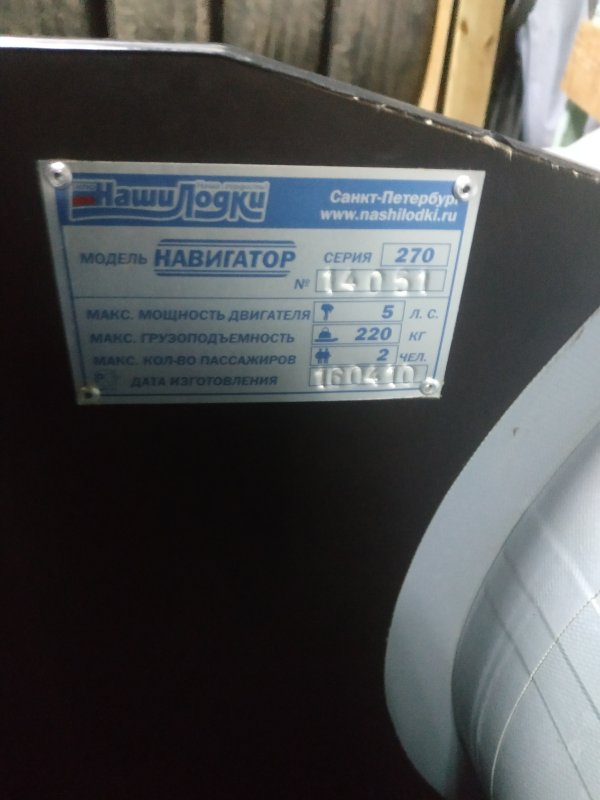 НашиЛодки
Санкт-Петербург
www.nashilodki.ru
МОДЕЛЬ НАВИГАТОР СЕРИЯ 270
№ 14051
МАКС. МОЩНОСТЬ ДВИГАТЕЛЯ 5 Л. С.
МАКС. ГРУЗОПОДЪЕМНОСТЬ 220 КГ
МАКС. КОЛ-ВО ПАССАЖИРОВ 2 ЧЕЛ.
ДАТА ИЗГОТОВЛЕНИЯ 160410